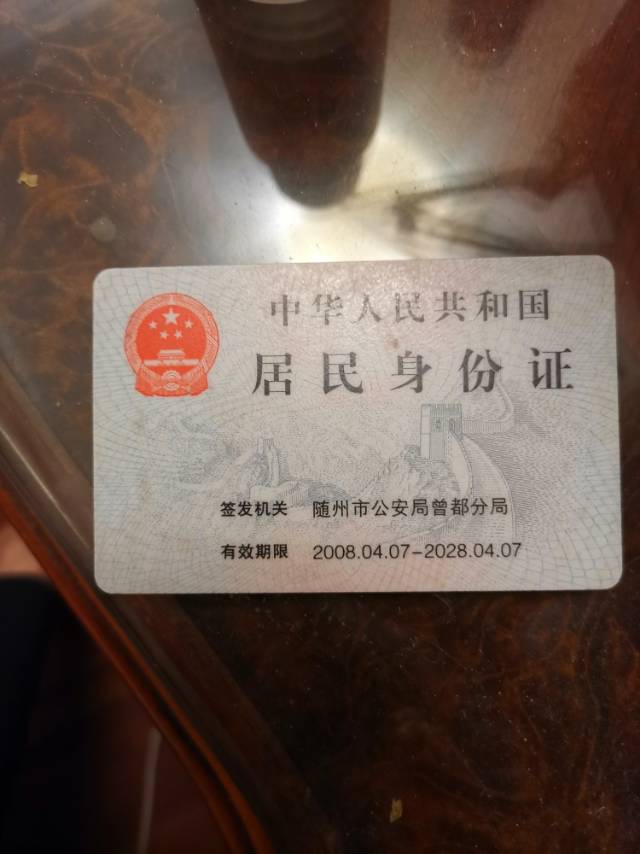 中华人民共和国
居民身份证
签发机关 随州市公安局曾都分局
有效期限 2008.04.07-2028.04.07